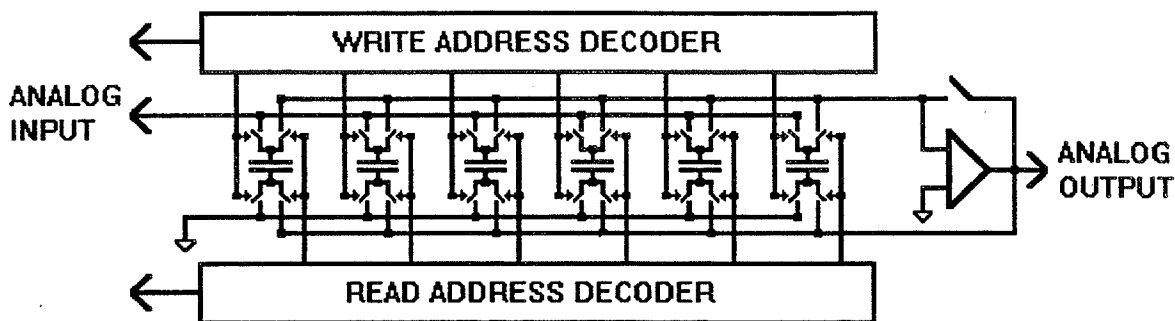 WRITE ADDRESS DECODER
ANALOG
INPUT
ANALOG
OUTPUT
READ ADDRESS DECODER